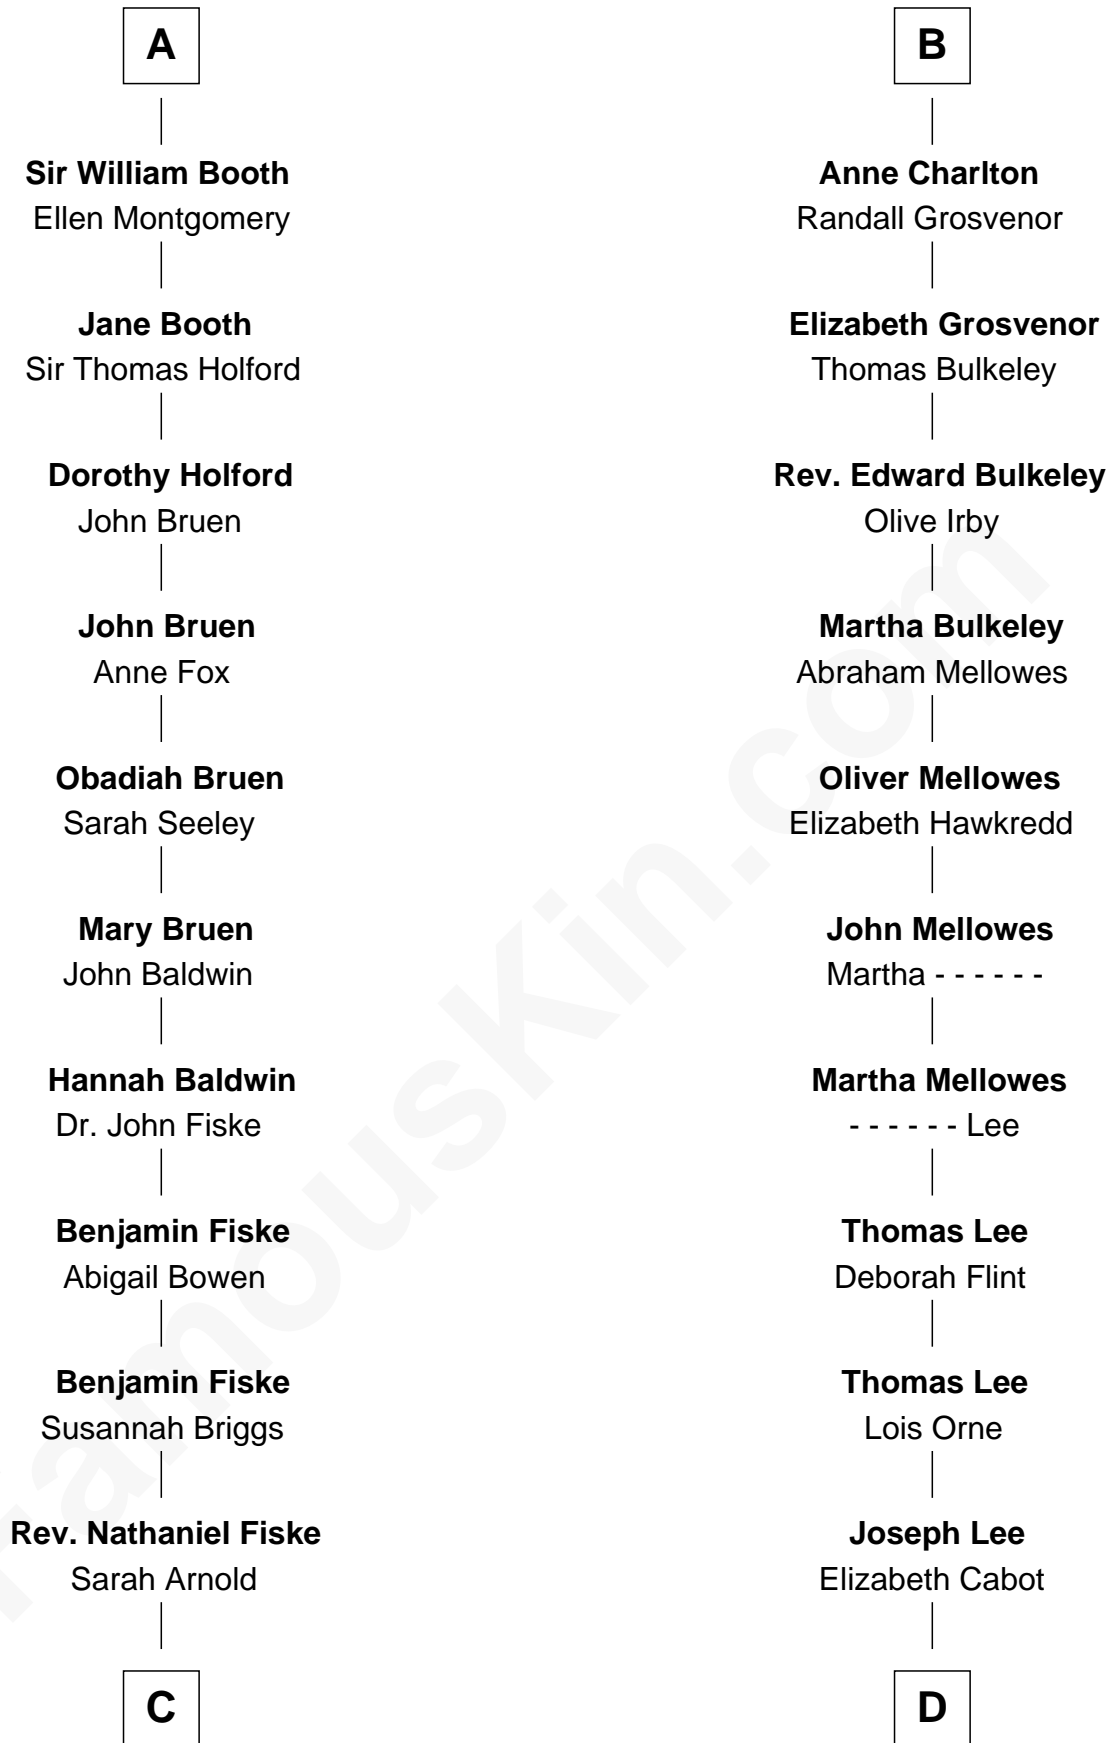 A
Sir William Booth
Ellen Montgomery
Jane Booth
Sir Thomas Holford
Dorothy Holford
John Bruen
John Bruen
Anne Fox
Obadiah Bruen
Sarah Seeley
Mary Bruen
John Baldwin
Hannah Baldwin
Dr. John Fiske
Benjamin Fiske
Abigail Bowen
Benjamin Fiske
Susannah Briggs
Rev. Nathaniel Fiske
Sarah Arnold
C
B
Anne Charlton
Randall Grosvenor
Elizabeth Grosvenor
Thomas Bulkeley
Rev. Edward Bulkeley
Olive Irby
Martha Bulkeley
Abraham Mellowes
Oliver Mellowes
Elizabeth Hawkredd
John Mellowes
Martha - - - - - -
Martha Mellowes
- - - - - - Lee
Thomas Lee
Deborah Flint
Thomas Lee
Lois Orne
Joseph Lee
Elizabeth Cabot
D
FamousKin.com